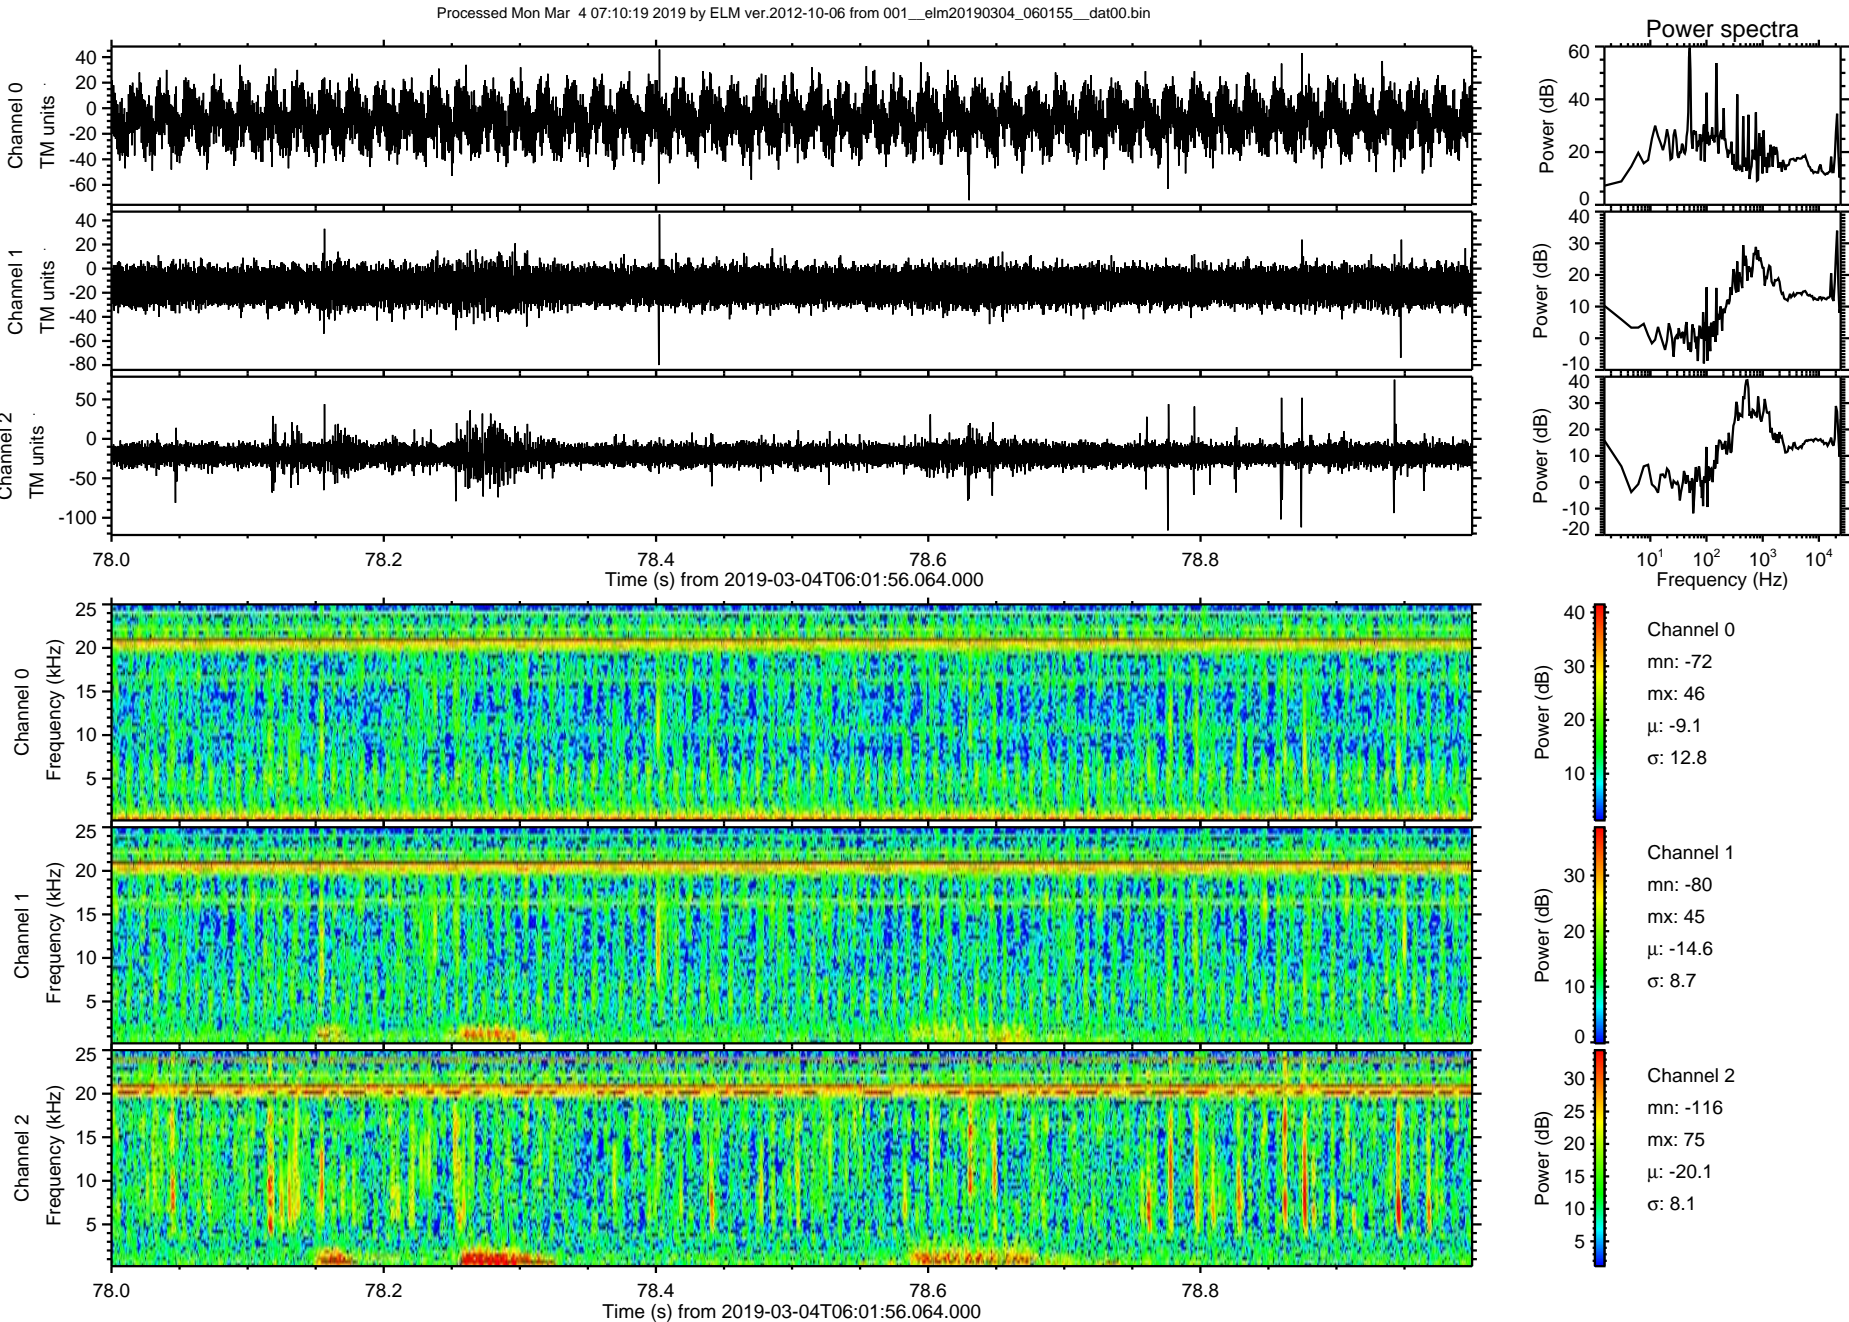 Processed Mon Mar  4 07:10:19 2019 by ELM ver.2012-10-06 from 001__elm20190304_060155__dat00.bin
Power spectra
Channel 0
TM units
40
20
0
-20
-40
-60
Power (dB)
60
40
20
0
Channel 1
TM units
40
20
0
-20
-40
-60
-80
Power (dB)
40
30
20
10
0
-10
Channel 2
TM units
50
0
-50
-100
Power (dB)
40
30
20
10
0
-10
-20
78.0 78.2 78.4 78.6 78.8
Time (s) from 2019-03-04T06:01:56.064.000
10^1 10^2 10^3 10^4
Frequency (Hz)
Channel 0
Frequency (kHz)
25
20
15
10
5
Power (dB)
40
30
20
10
Channel 0
mn: -72
mx: 46
μ: -9.1
σ: 12.8
Channel 1
Frequency (kHz)
25
20
15
10
5
Power (dB)
30
20
10
0
Channel 1
mn: -80
mx: 45
μ: -14.6
σ: 8.7
Channel 2
Frequency (kHz)
25
20
15
10
5
Power (dB)
30
25
20
15
10
5
Channel 2
mn: -116
mx: 75
μ: -20.1
σ: 8.1
78.0 78.2 78.4 78.6 78.8
Time (s) from 2019-03-04T06:01:56.064.000